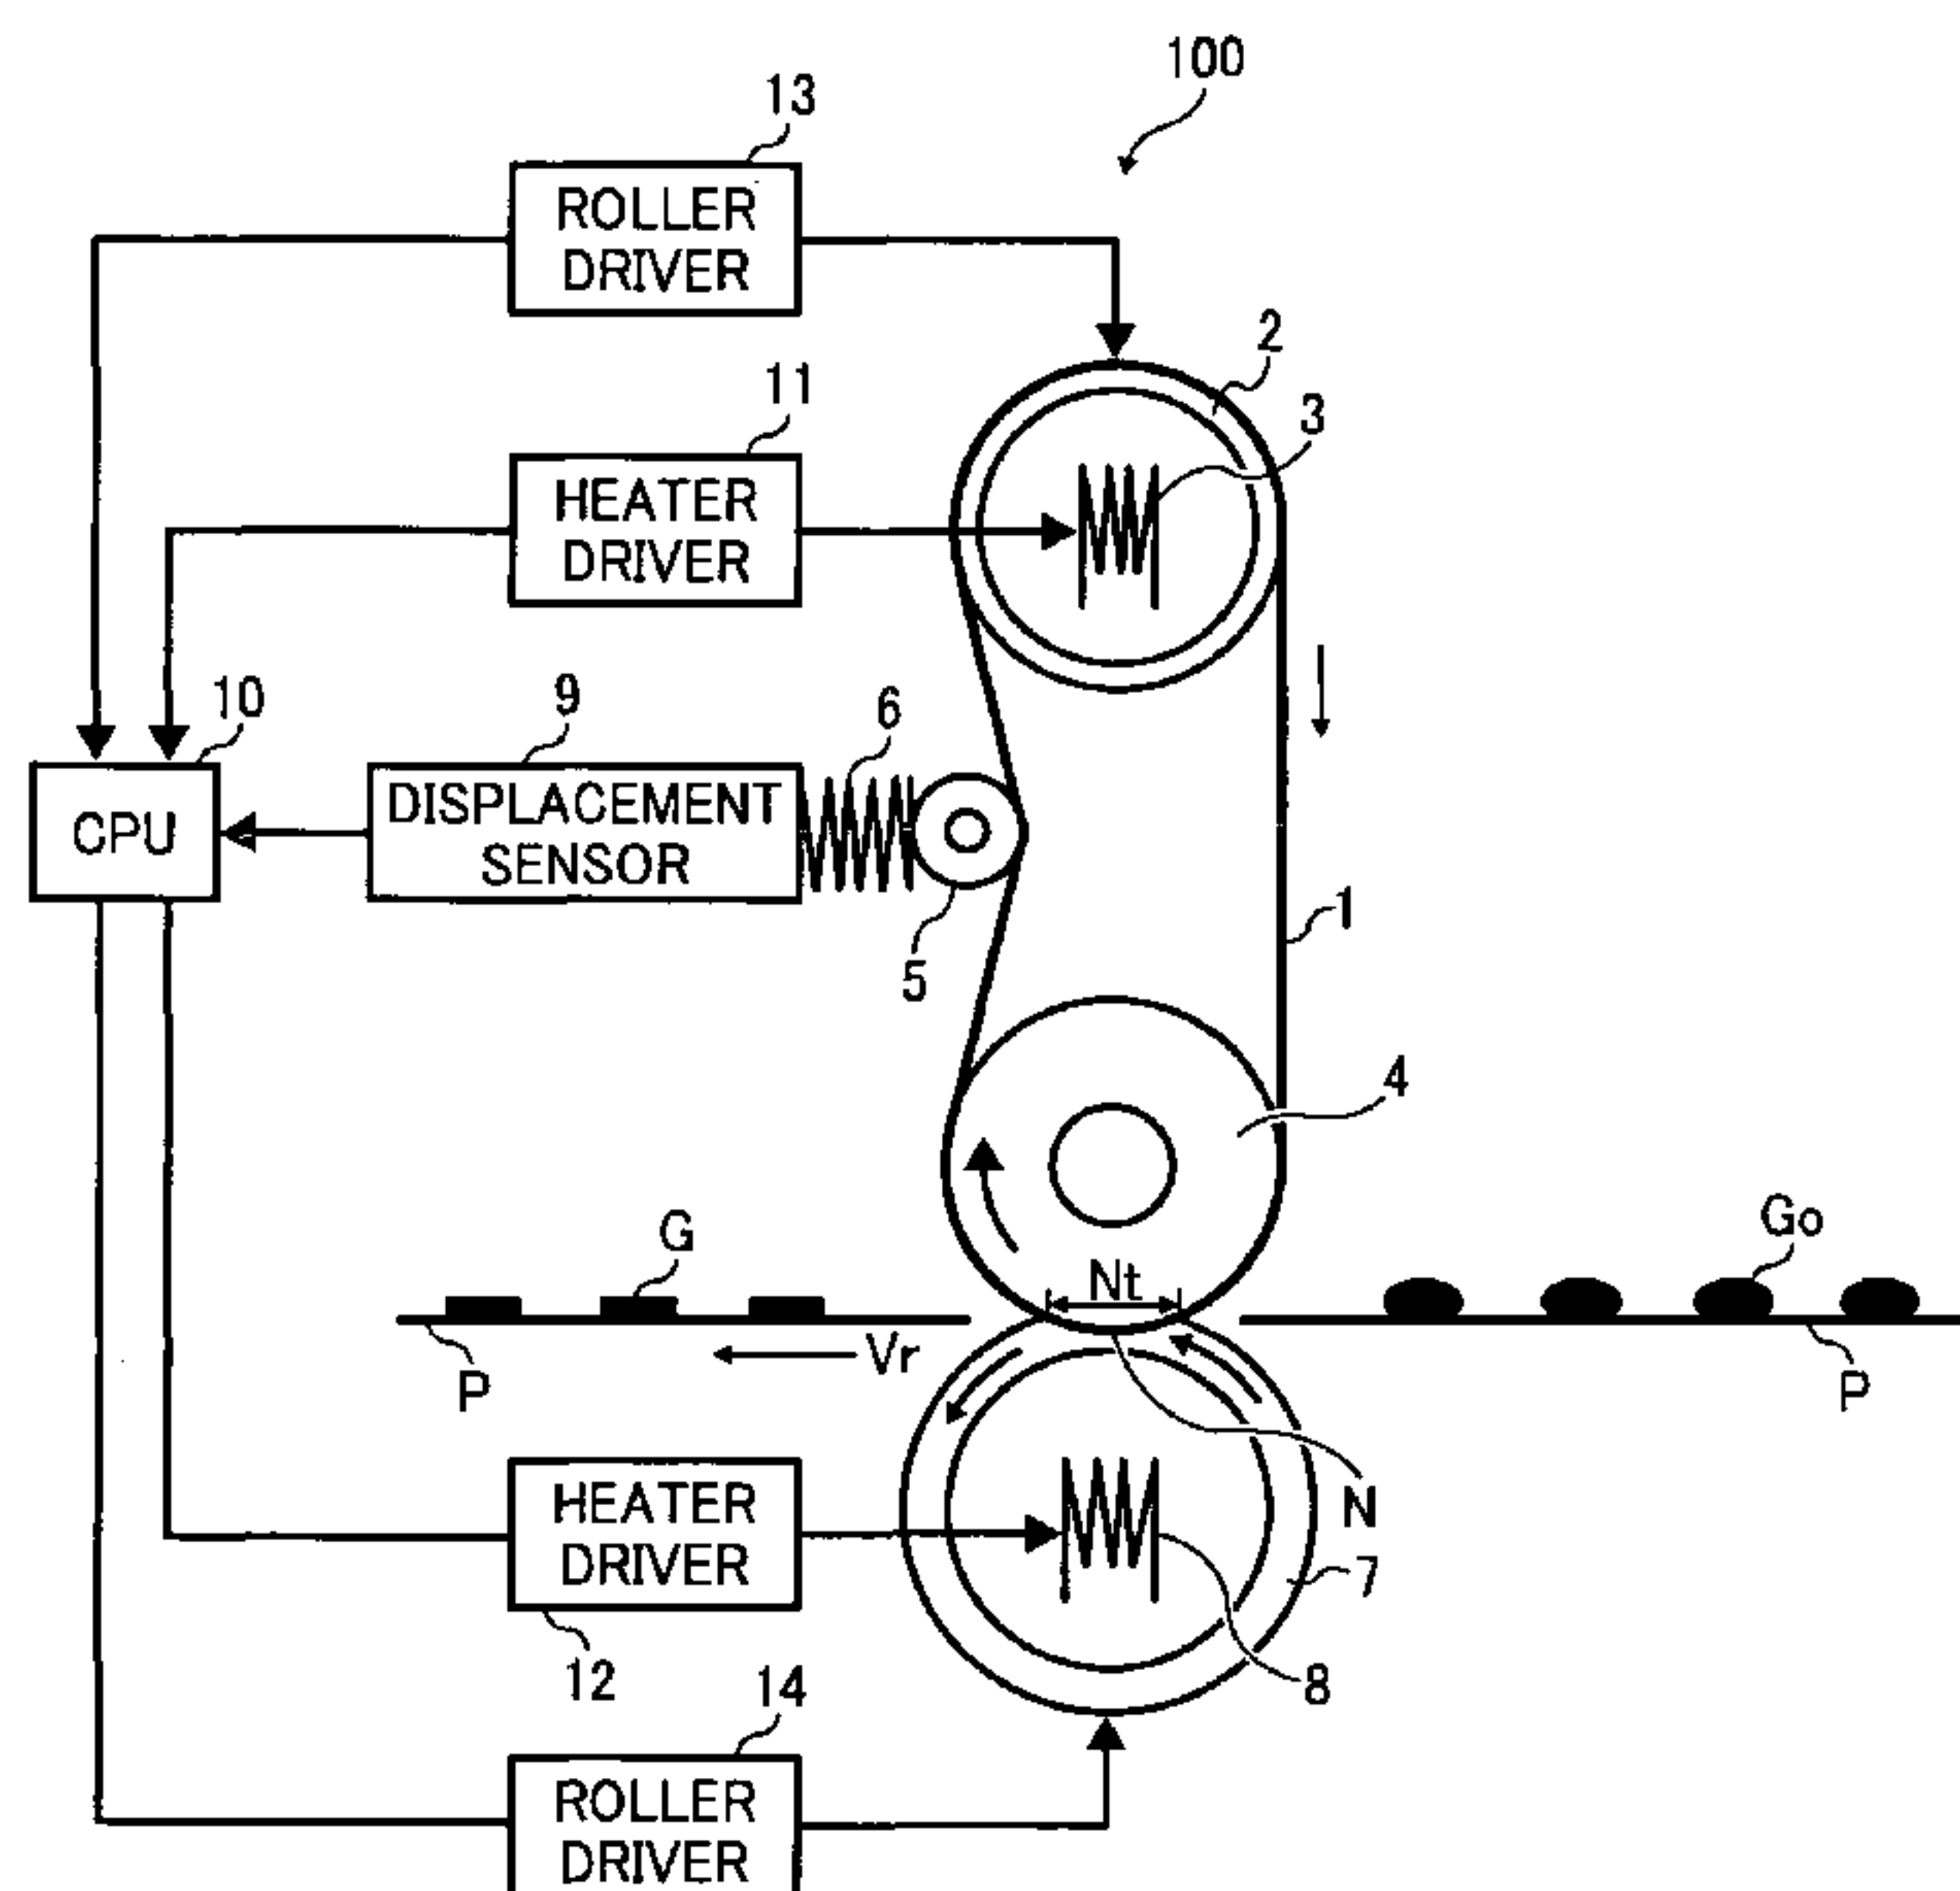 100
13
ROLLER
DRIVER
2
11
3
HEATER
DRIVER
10
9
6
CPU
DISPLACEMENT
SENSOR
1
5
4
G
Go
Nt
Vr
P
P
HEATER
DRIVER
N
7
12
8
14
ROLLER
DRIVER